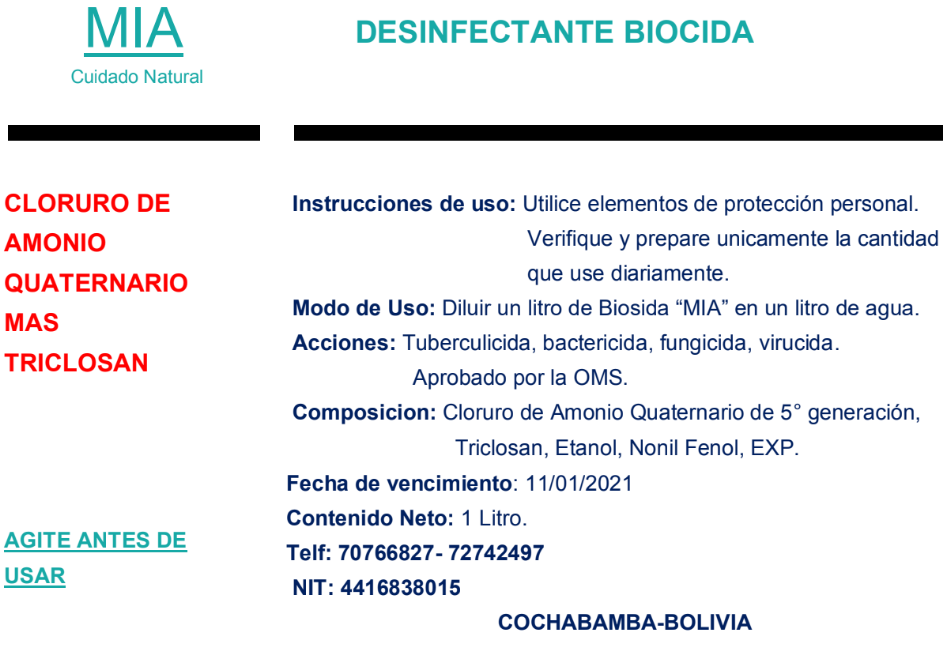 MIA
Cuidado Natural
DESINFECTANTE BIOCIDA
CLORURO DE
AMONIO
QUATERNARIO
MAS
TRICLOSAN
AGITE ANTES DE
USAR
Instrucciones de uso: Utilice elementos de protección personal.
Verifique y prepare unicamente la cantidad
que use diariamente.
Modo de Uso: Diluir un litro de Biosida “MIA” en un litro de agua.
Acciones: Tuberculicida, bactericida, fungicida, virucida.
Aprobado por la OMS.
Composicion: Cloruro de Amonio Quaternario de 5° generación,
Triclosan, Etanol, Nonil Fenol, EXP.
Fecha de vencimiento: 11/01/2021
Contenido Neto: 1 Litro.
Telf: 70766827- 72742497
NIT: 4416838015
COCHABAMBA-BOLIVIA